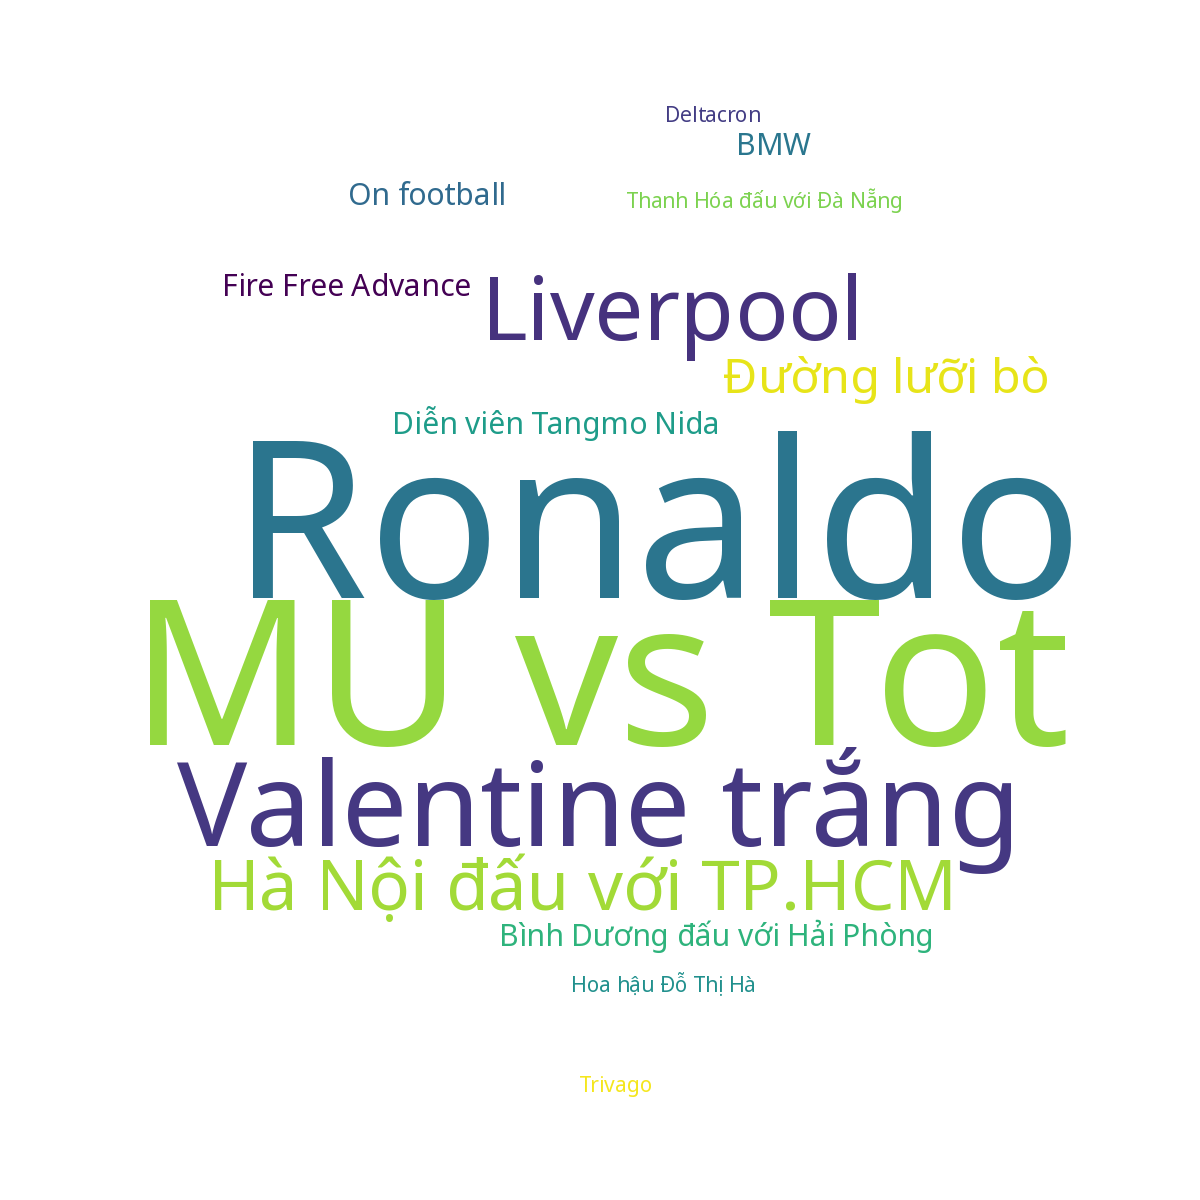 Deltacron
BMW
On football
Thanh Hóa đấu với Đà Nẵng
Fire Free Advance
Liverpool
Đường lưỡi bò
Diễn viên Tangmo Nida
Ronaldo
MU vs Tot
Valentine trắng
Hà Nội đấu với TP.HCM
Bình Dương đấu với Hải Phòng
Hoa hậu Đỗ Thị Hà
Trivago